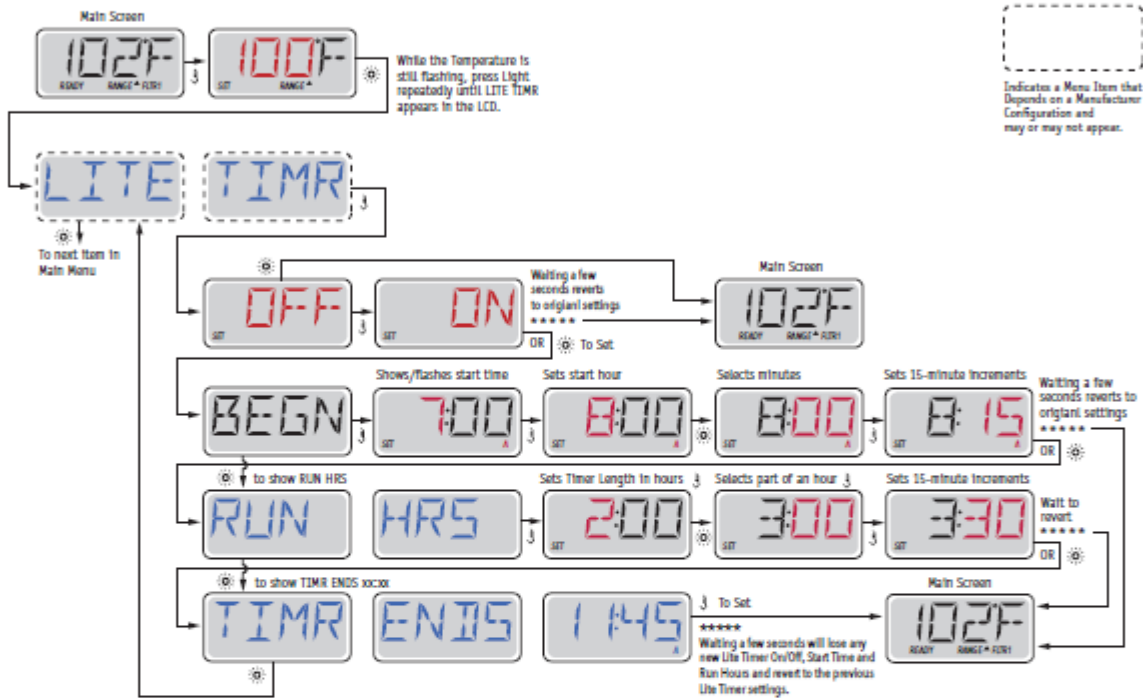 Main Screen
102°F
READY RANGE FLTR1
100°F
SET RANGE
While the Temperature is
still flashing, press Light
repeatedly until LITE TIMR
appears in the LCD.
Indicates a Menu Item that
Depends on a Manufacturer
Configuration and
may or may not appear.
LITE
TIMR
To next item in
Main Menu
OFF
SET
ON
SET
Waiting a few
seconds reverts
to origianl settings
*****
OR
To Set
Main Screen
102°F
READY RANGE FLTR1
BEGN
Shows/flashes start time
7:00
SET A
Sets start hour
8:00
SET A
Selects minutes
8:00
SET A
Sets 15-minute increments
8:15
SET A
Waiting a few
seconds reverts to
origianl settings
*****
OR
to show RUN HRS
RUN
HRS
Sets Timer Length in hours
2:00
SET
Selects part of an hour
3:00
SET
Sets 15-minute increments
3:30
SET
Wait to
revert
*****
OR
to show TIMR ENDS xx:xx
TIMR
ENDS
11:45
A
To Set
*****
Waiting a few seconds will lose any
new Lite Timer On/Off, Start Time and
Run Hours and revert to the previous
Lite Timer settings.
Main Screen
102°F
READY RANGE FLTR1